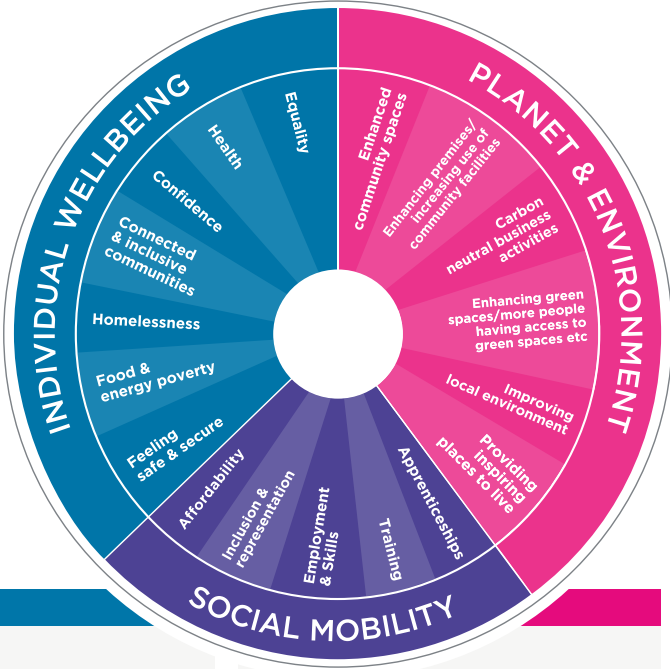 INDIVIDUAL WELLBEING
Equality
Health
Confidence
Connected
& inclusive
communities
Homelessness
Food &
energy poverty
Feeling
safe & secure
PLANET & ENVIRONMENT
Enhanced
community spaces
Enhancing premises/
increasing use of
community facilities
Carbon
neutral business
activities
Enhancing green
spaces/more people
having access to
green spaces etc
Improving
local environment
Providing
inspiring
places to live
SOCIAL MOBILITY
Affordability
Inclusion &
representation
Employment
& Skills
Training
Apprenticeships